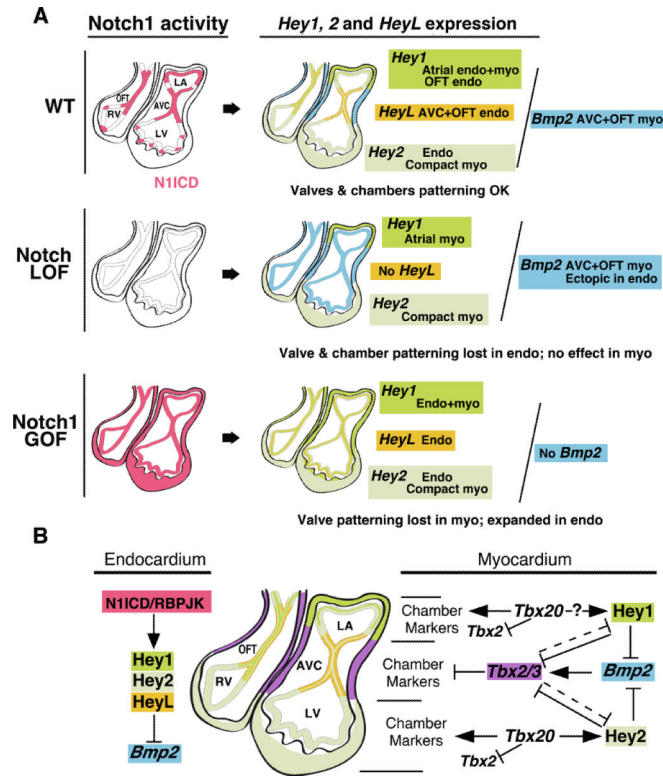 A
Notch1 activity
Hey1, 2 and HeyL expression
WT
OFT
RV
LA
AVC
LV
N1ICD
Hey1
Atrial endo+myo
OFT endo
HeyL AVC+OFT endo
Hey2 Endo
Compact myo
Bmp2 AVC+OFT myo
Valves & chambers patterning OK
Notch
LOF
Hey1
Atrial myo
No HeyL
Hey2
Compact myo
Bmp2 AVC+OFT myo
Ectopic in endo
Valve & chamber patterning lost in endo; no effect in myo
Notch1
GOF
Hey1
Endo+myo
HeyL Endo
Hey2 Endo
Compact myo
No Bmp2
Valve patterning lost in myo; expanded in endo
B
Endocardium
Myocardium
N1ICD/RBPJK
Hey1
Hey2
HeyL
Bmp2
OFT
RV
LA
AVC
LV
Chamber
Markers
Tbx20 -?
Hey1
Tbx2
Chamber
Markers
Tbx2/3
Bmp2
Chamber
Markers
Tbx20
Hey2
Tbx2